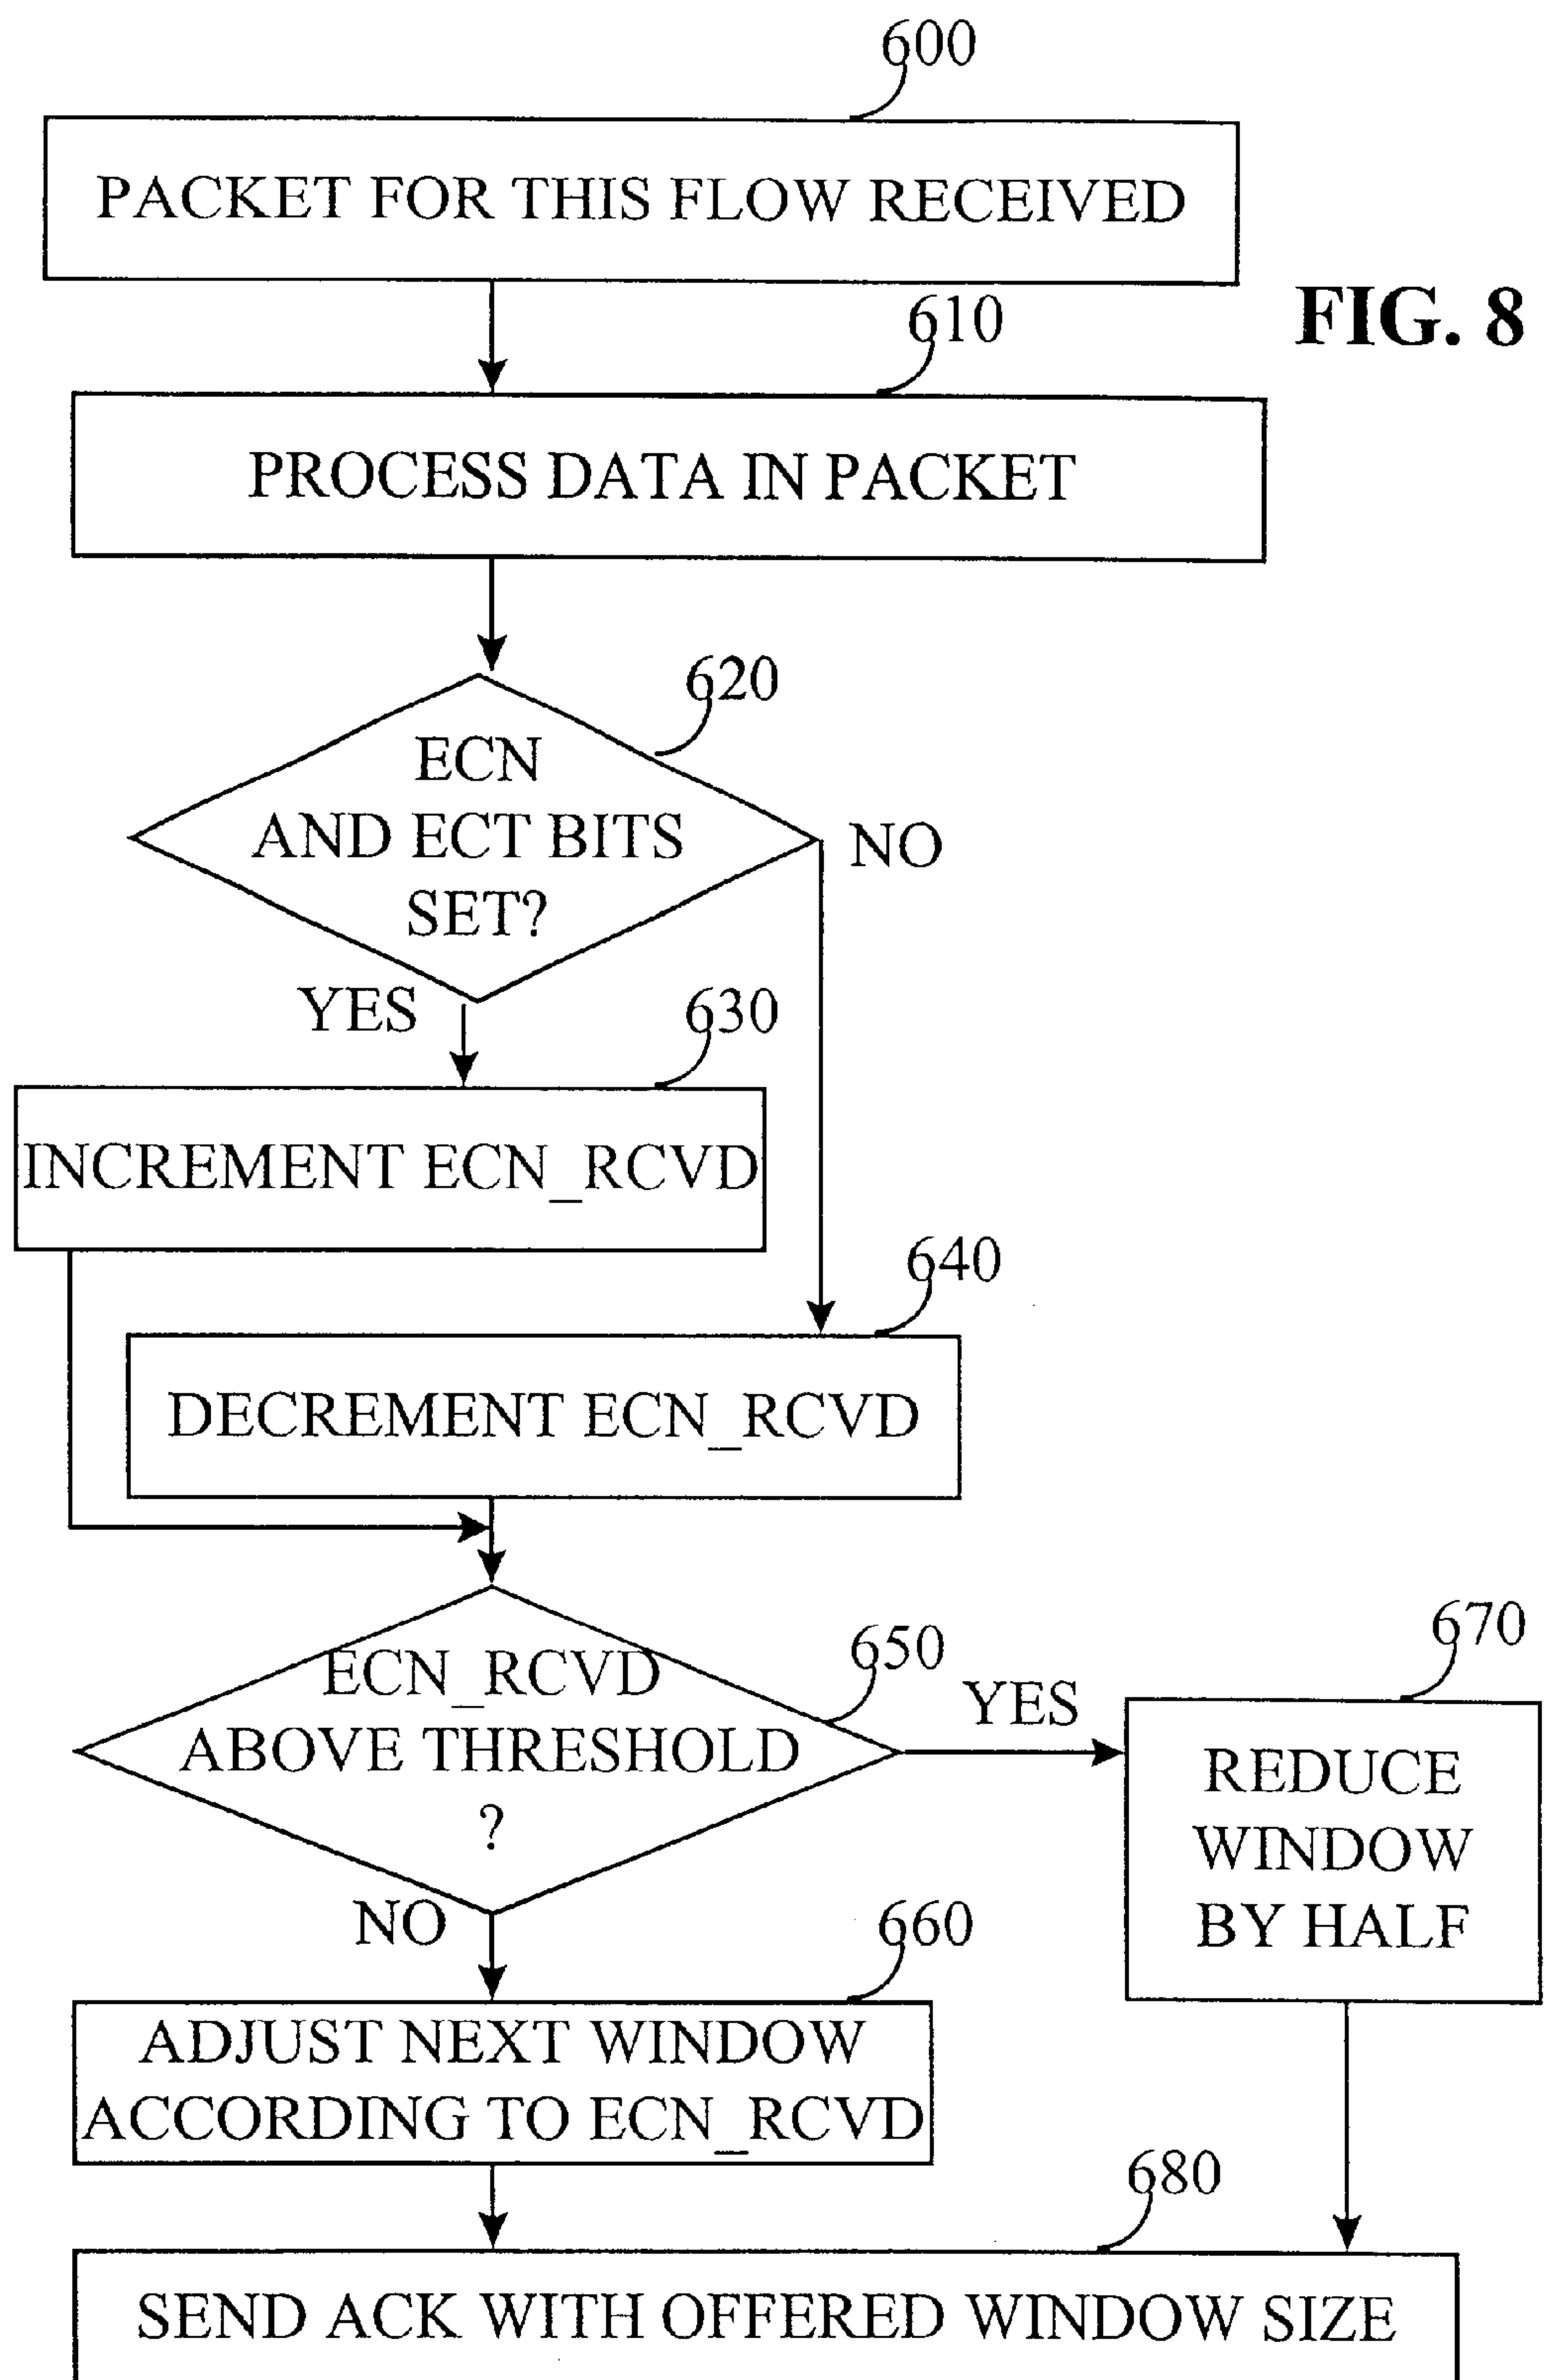 600
PACKET FOR THIS FLOW RECEIVED
FIG. 8
610
PROCESS DATA IN PACKET
620
ECN
AND ECT BITS
SET?
NO
YES
630
INCREMENT ECN_RCVD
640
DECREMENT ECN_RCVD
650
ECN_RCVD
ABOVE THRESHOLD
?
YES
670
REDUCE
WINDOW
BY HALF
NO
660
ADJUST NEXT WINDOW
ACCORDING TO ECN_RCVD
680
SEND ACK WITH OFFERED WINDOW SIZE